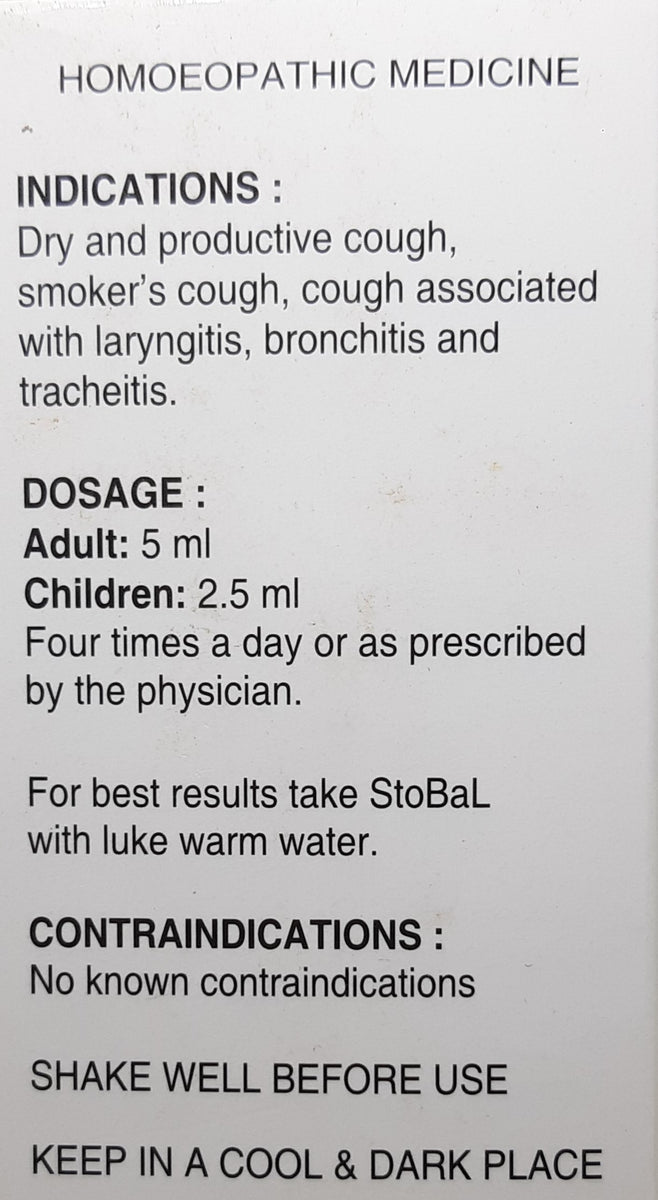 HOMOEOPATHIC MEDICINE
INDICATIONS :
Dry and productive cough,
smoker's cough, cough associated
with laryngitis, bronchitis and
tracheitis.
DOSAGE :
Adult: 5 ml
Children: 2.5 ml
Four times a day or as prescribed
by the physician.
For best results take StoBaL
with luke warm water.
CONTRAINDICATIONS :
No known contraindications
SHAKE WELL BEFORE USE
KEEP IN A COOL & DARK PLACE